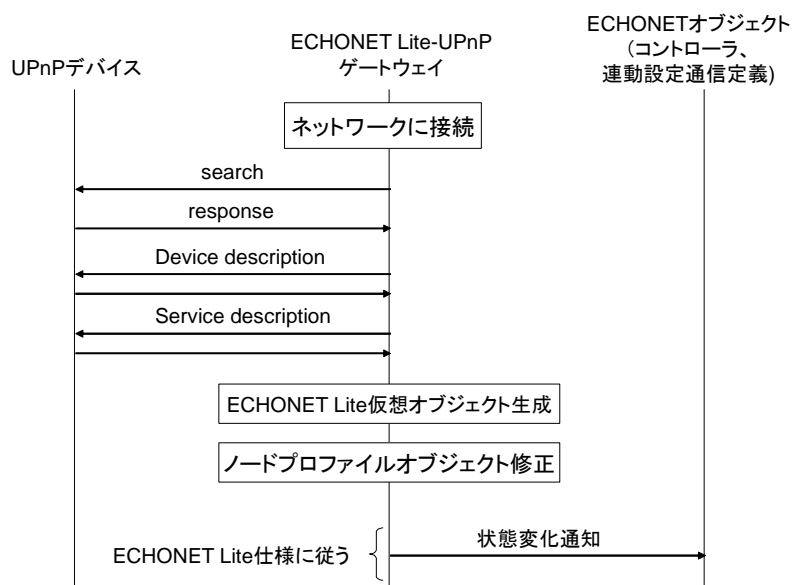 UPnPデバイス
ECHONET Lite-UPnP
ゲートウェイ
ECHONETオブジェクト
(コントローラ、
連動設定通信定義)
ネットワークに接続
search
response
Device description
Service description
ECHONET Lite仮想オブジェクト生成
ノードプロファイルオブジェクト修正
ECHONET Lite仕様に従う
状態変化通知